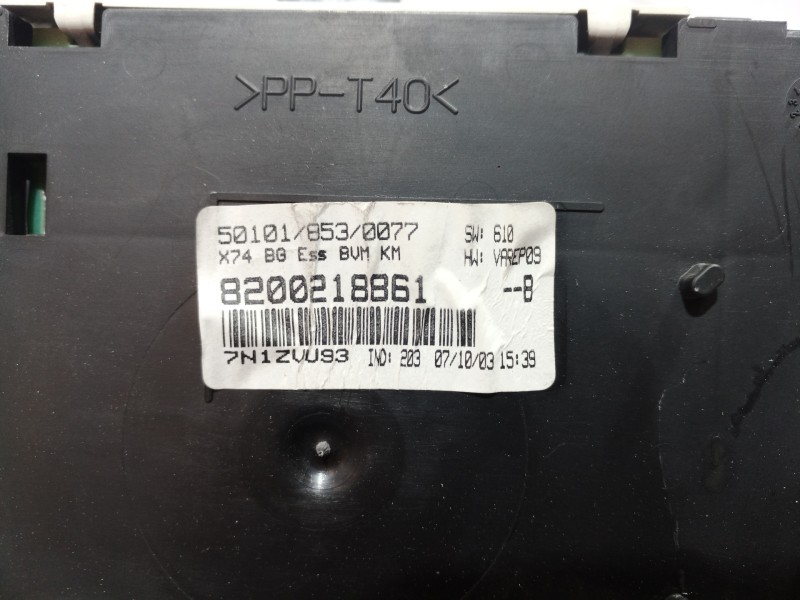 >PP-T40<
50101/853/0077 SW: 610
X74 BG Ess BVM KM HW: VAREP09
8200218861 --B
7N1ZVU93 IND: 203 07/10/03 15:39